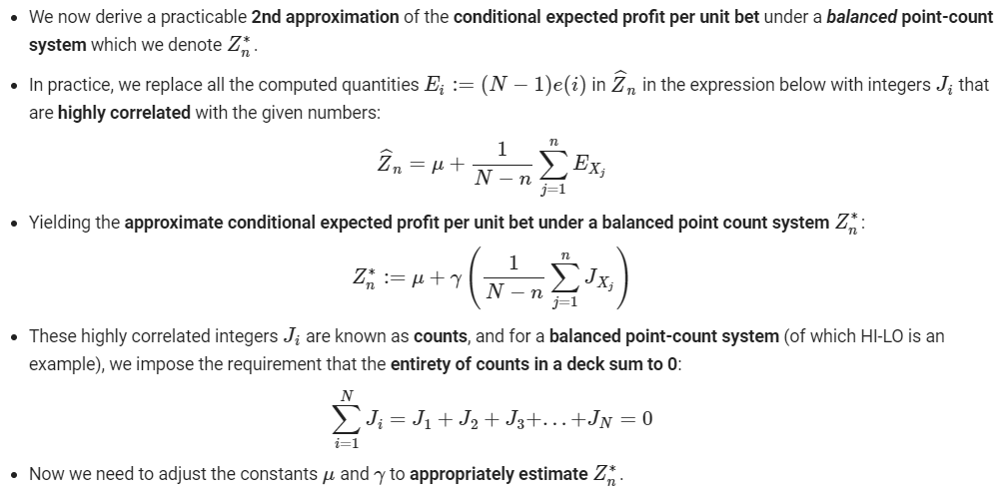 • We now derive a practicable 2nd approximation of the conditional expected profit per unit bet under a balanced point-count
system which we denote $Z_n^*$.
• In practice, we replace all the computed quantities $E_i := (N-1)e(i)$ in $\widehat{Z}_n$ in the expression below with integers $J_i$ that
are highly correlated with the given numbers:
$\widehat{Z}_n = \mu + \frac{1}{N-n} \sum_{j=1}^{n} E_{X_j}$
• Yielding the approximate conditional expected profit per unit bet under a balanced point count system $Z_n^*$:
$Z_n^* := \mu + \gamma \left( \frac{1}{N-n} \sum_{j=1}^{n} J_{X_j} \right)$
• These highly correlated integers $J_i$ are known as counts, and for a balanced point-count system (of which HI-LO is an
example), we impose the requirement that the entirety of counts in a deck sum to 0:
$\sum_{i=1}^{N} J_i = J_1 + J_2 + J_3 + \ldots + J_N = 0$
• Now we need to adjust the constants $\mu$ and $\gamma$ to appropriately estimate $Z_n^*$.